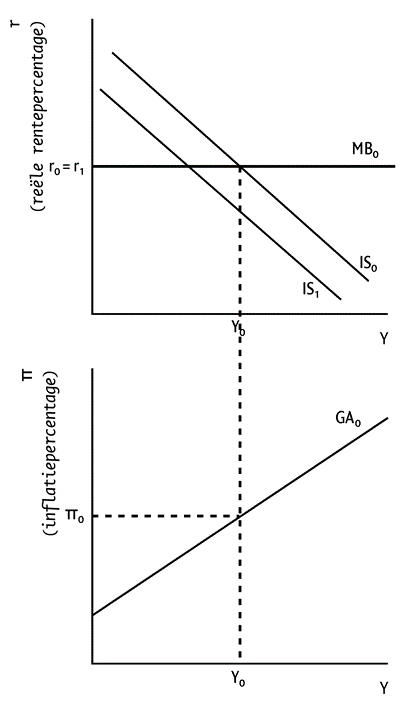 r
(reële rentepercentage)
MB₀
r₀ = r₁
IS₀
IS₁
Y₀
Y
π
(inflatiepercentage)
GA₀
π₀
Y₀
Y